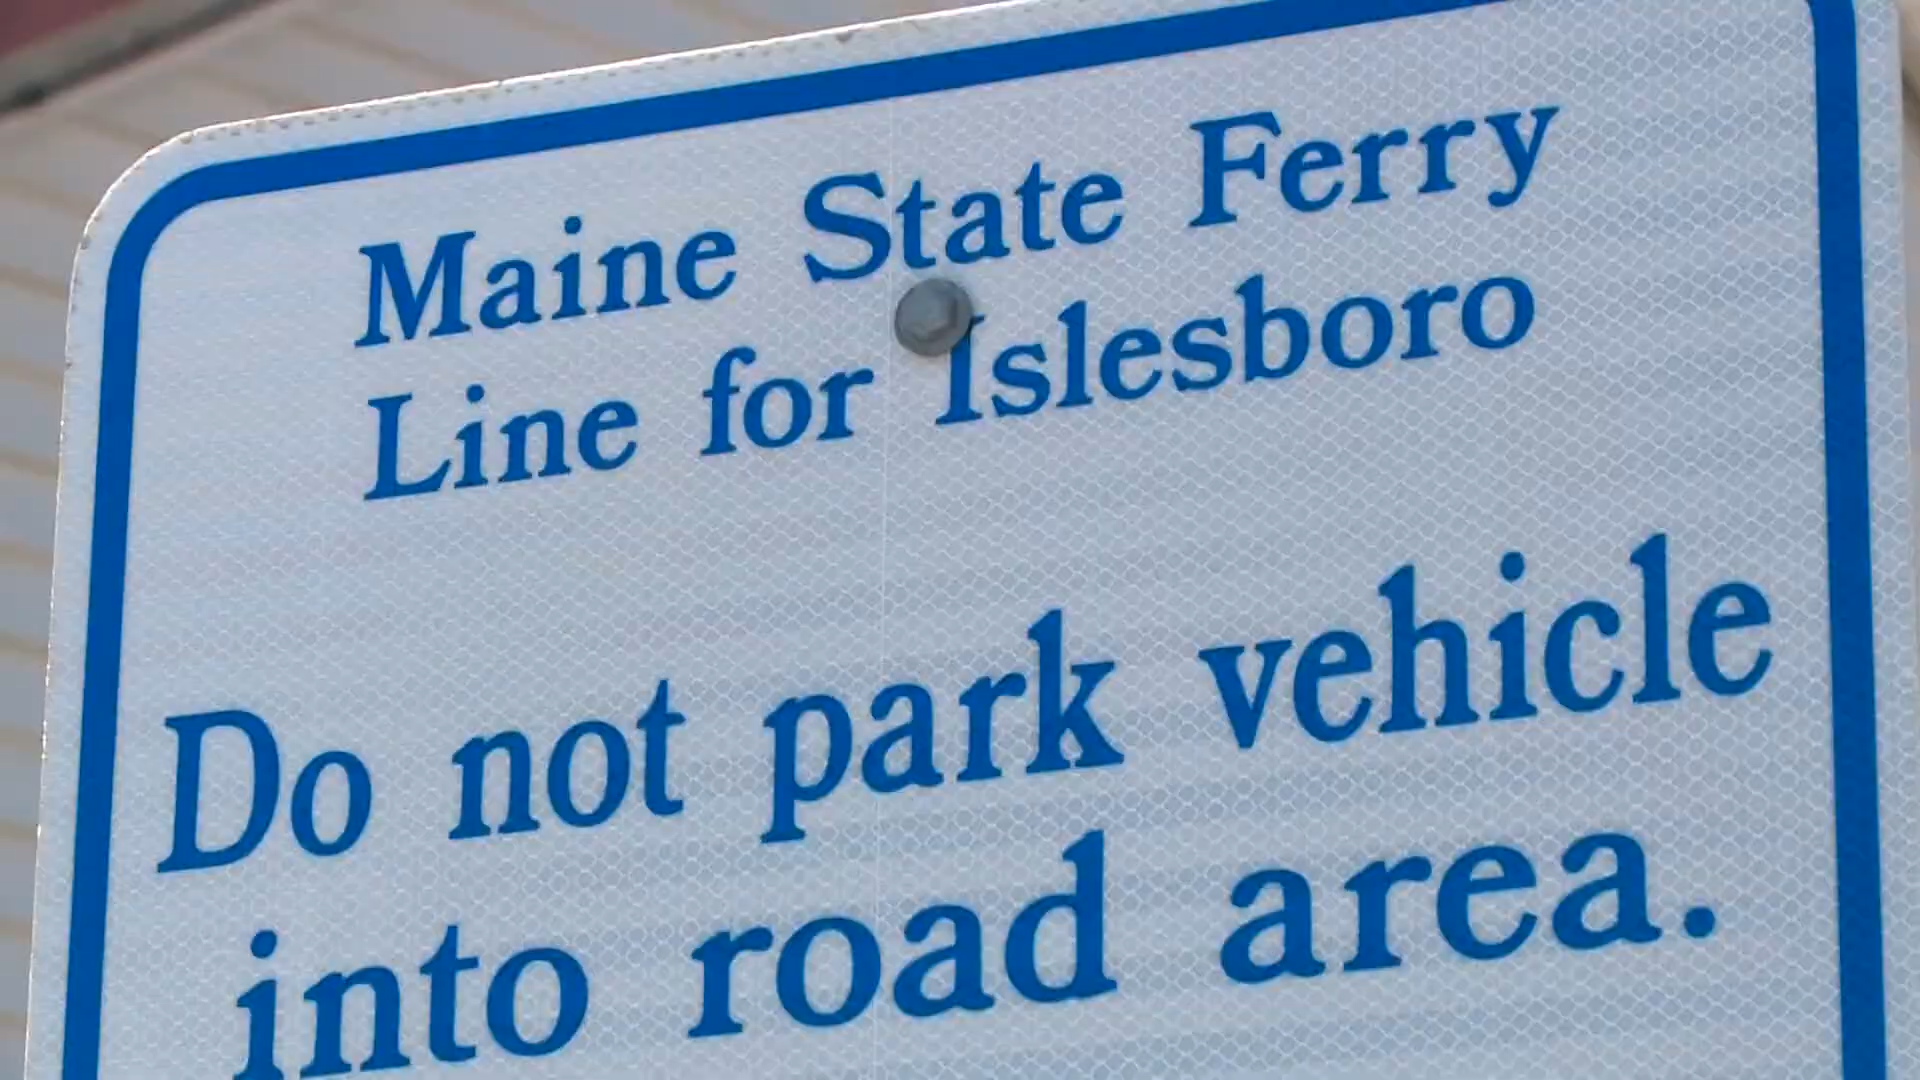 Maine State Ferry
Line for Islesboro
Do not park vehicle
into road area.